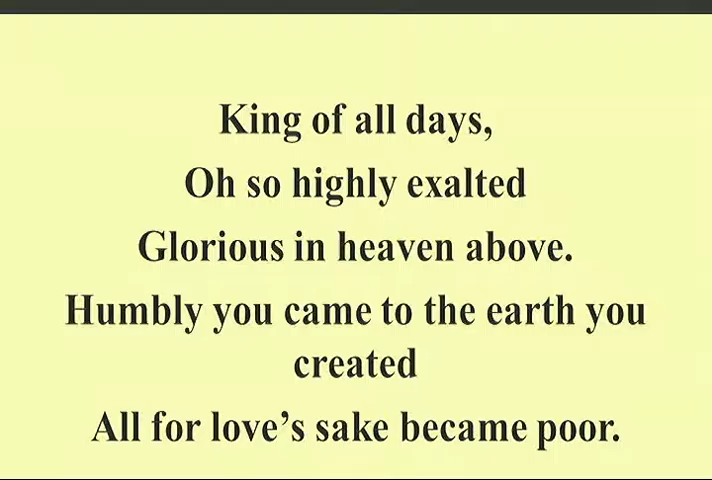 King of all days,
Oh so highly exalted
Glorious in heaven above.
Humbly you came to the earth you
created
All for love’s sake became poor.